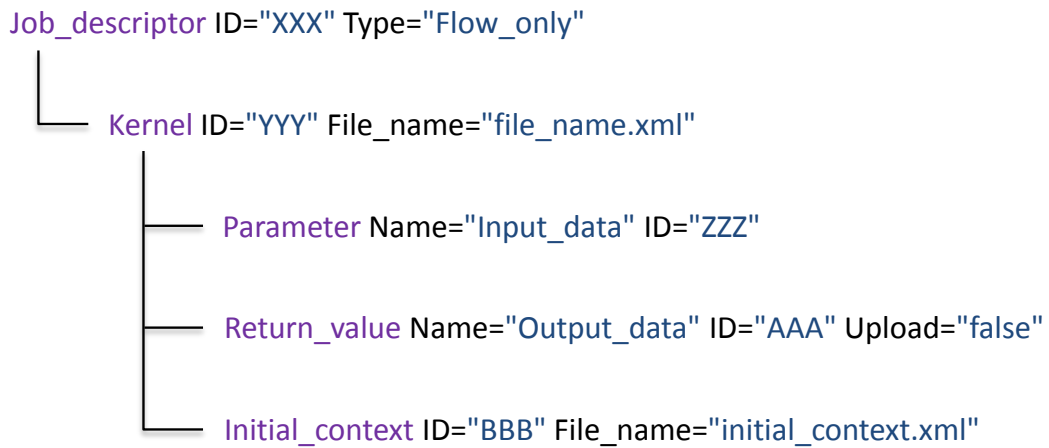 Job_descriptor ID="XXX" Type="Flow_only"
Kernel ID="YYY" File_name="file_name.xml"
Parameter Name="Input_data" ID="ZZZ"
Return_value Name="Output_data" ID="AAA" Upload="false"
Initial_context ID="BBB" File_name="initial_context.xml"